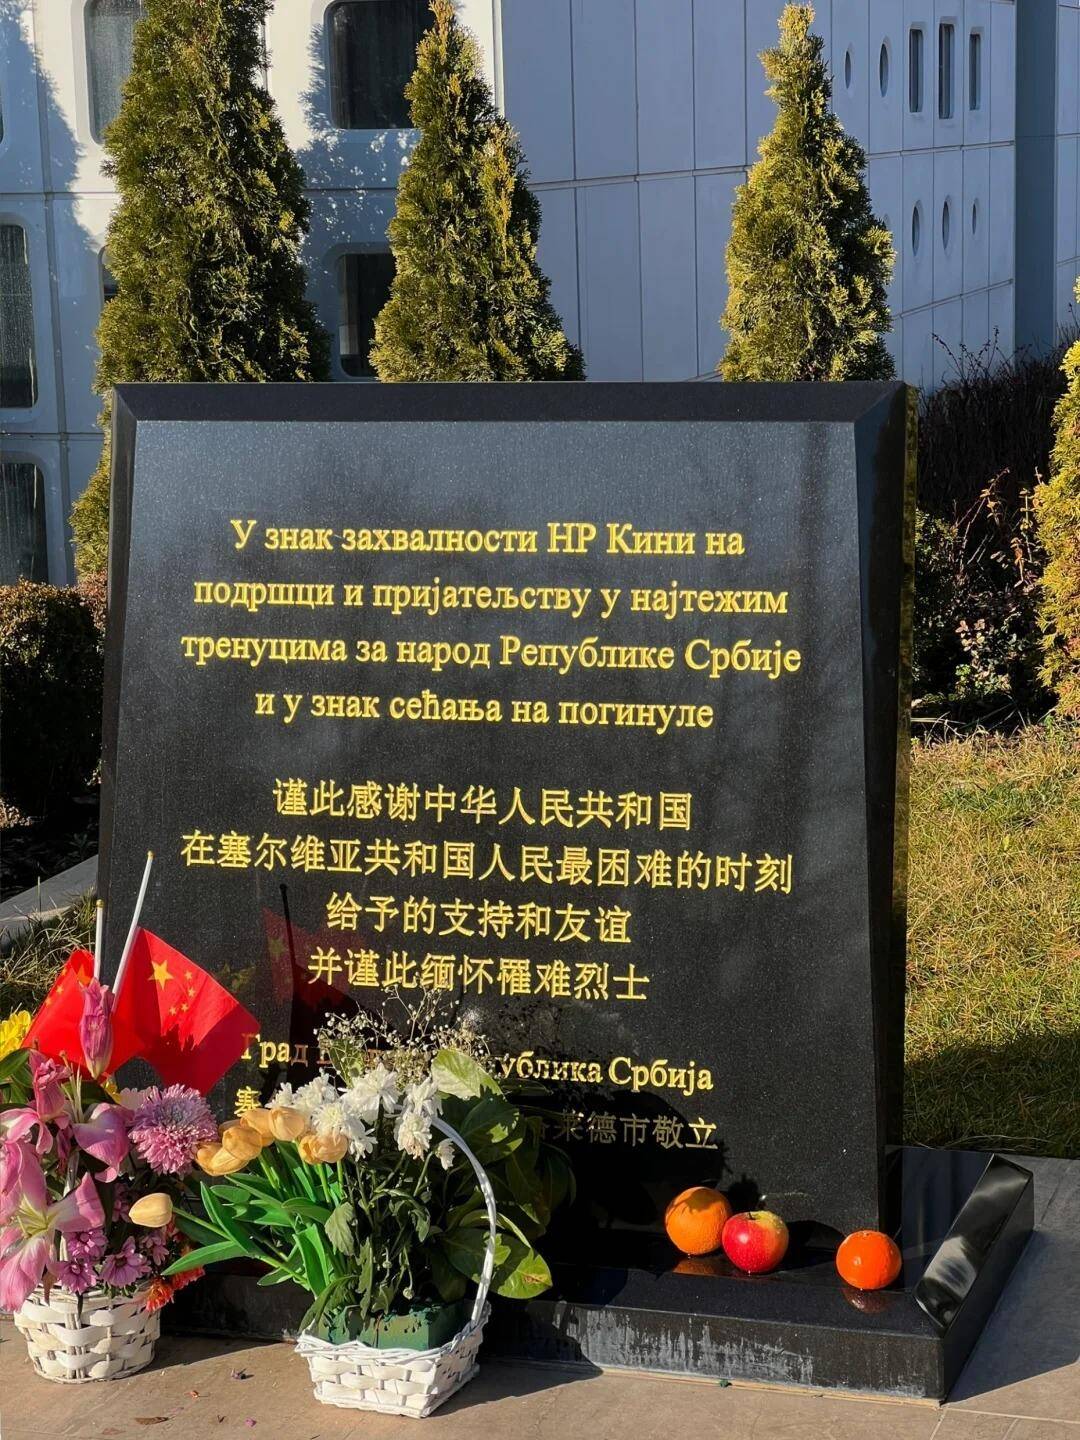 У знак захвалности НР Кини на
подршци и пријатељству у најтежим
тренуцима за народ Републике Србије
и у знак сећања на погинуле
谨此感谢中华人民共和国
在塞尔维亚共和国人民最困难的时刻
给予的支持和友谊
并谨此缅怀罹难烈士
Град Србија
塞 莱德市敬立